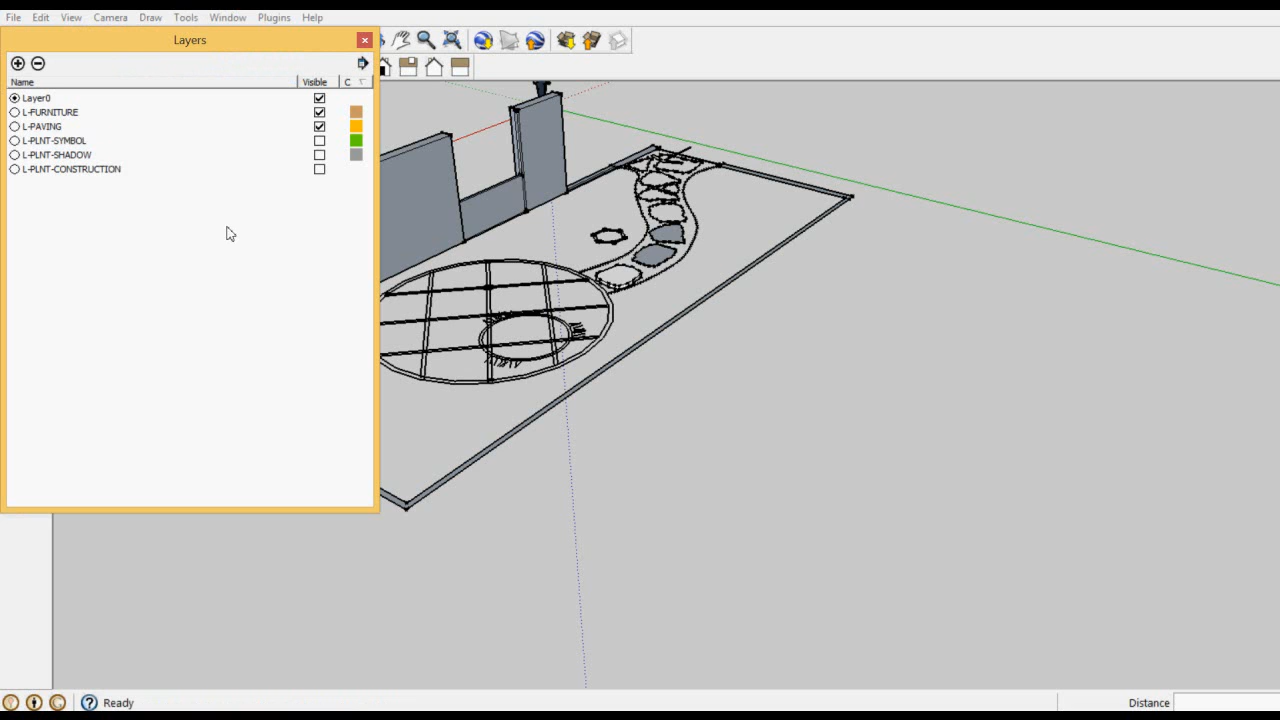 File Edit View Camera Draw Tools Window Plugins Help
Layers
Name Visible C
Layer0
L-FURNITURE
L-PAVING
L-PLNT-SYMBOL
L-PLNT-SHADOW
L-PLNT-CONSTRUCTION
? Ready Distance